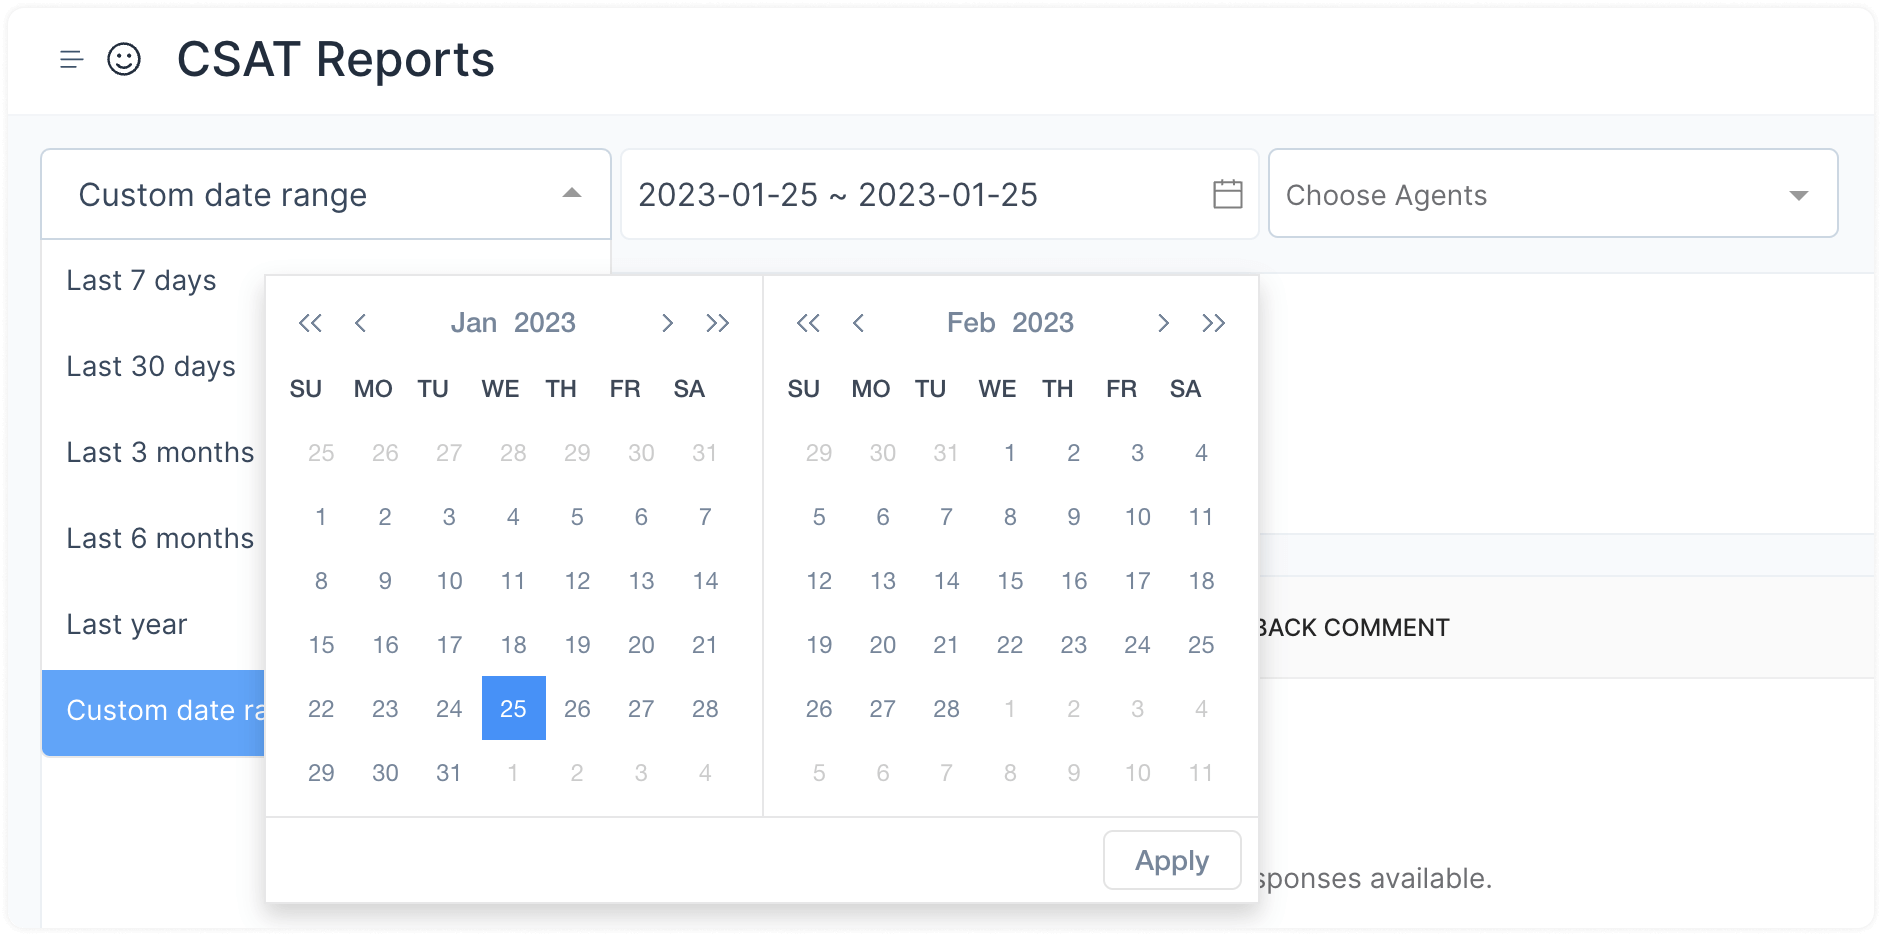 CSAT Reports
Custom date range
2023-01-25 ~ 2023-01-25
Choose Agents
Last 7 days
Last 30 days
Last 3 months
Last 6 months
Last year
Custom date ra
Jan 2023
SU MO TU WE TH FR SA
25 26 27 28 29 30 31
1 2 3 4 5 6 7
8 9 10 11 12 13 14
15 16 17 18 19 20 21
22 23 24 25 26 27 28
29 30 31 1 2 3 4
Feb 2023
SU MO TU WE TH FR SA
29 30 31 1 2 3 4
5 6 7 8 9 10 11
12 13 14 15 16 17 18
19 20 21 22 23 24 25
26 27 28 1 2 3 4
5 6 7 8 9 10 11
Apply
BACK COMMENT
sponses available.